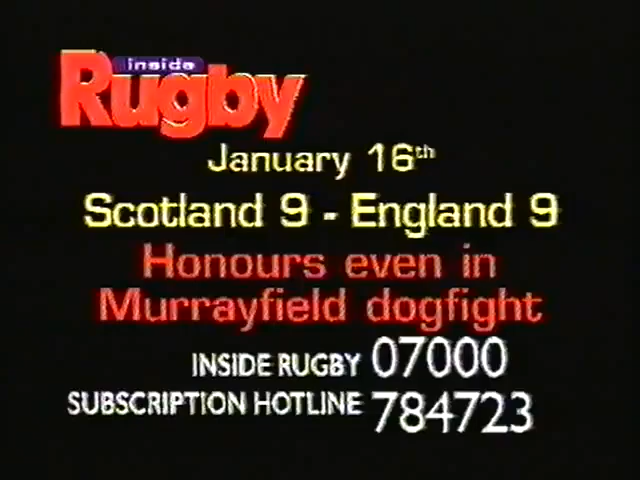 inside
Rugby
January 16th
Scotland 9 - England 9
Honours even in
Murrayfield dogfight
INSIDE RUGBY 07000
SUBSCRIPTION HOTLINE 784723